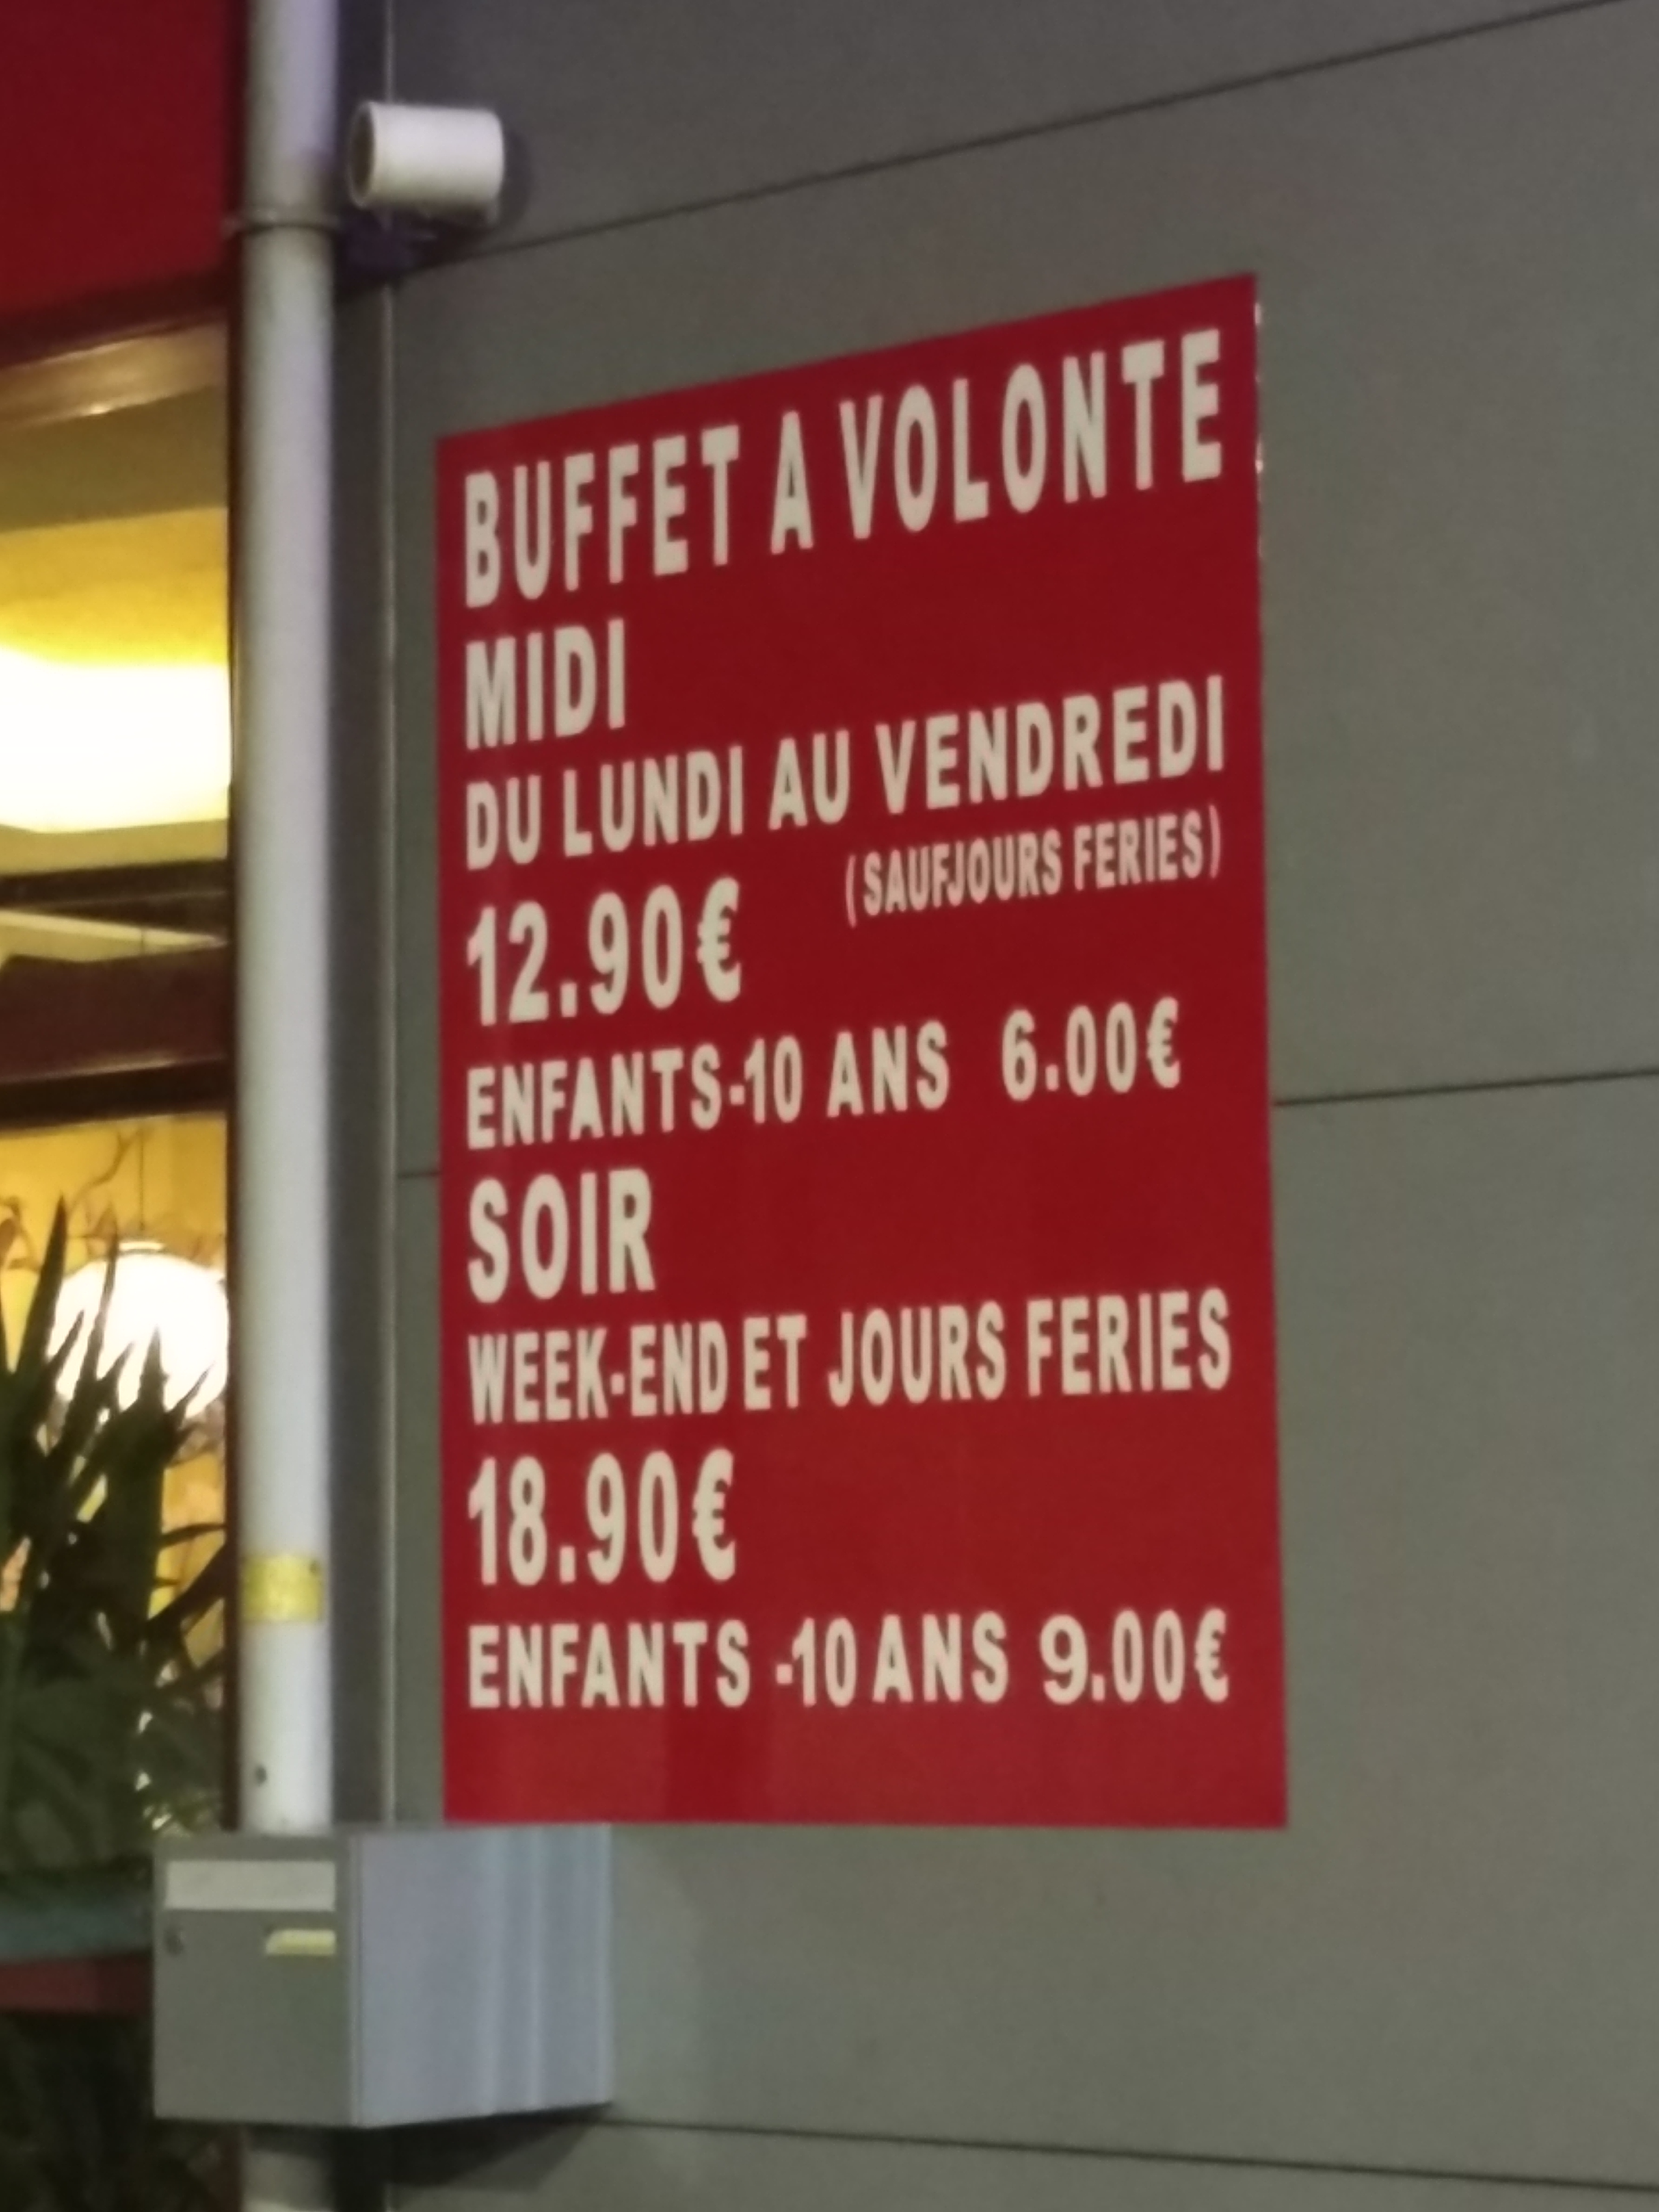 BUFFET A VOLONTE
MIDI
DU LUNDI AU VENDREDI
(SAUFJOURS FERIES)
12.90€
ENFANTS-10 ANS 6.00€
SOIR
WEEK-END ET JOURS FERIES
18.90€
ENFANTS -10 ANS 9.00€